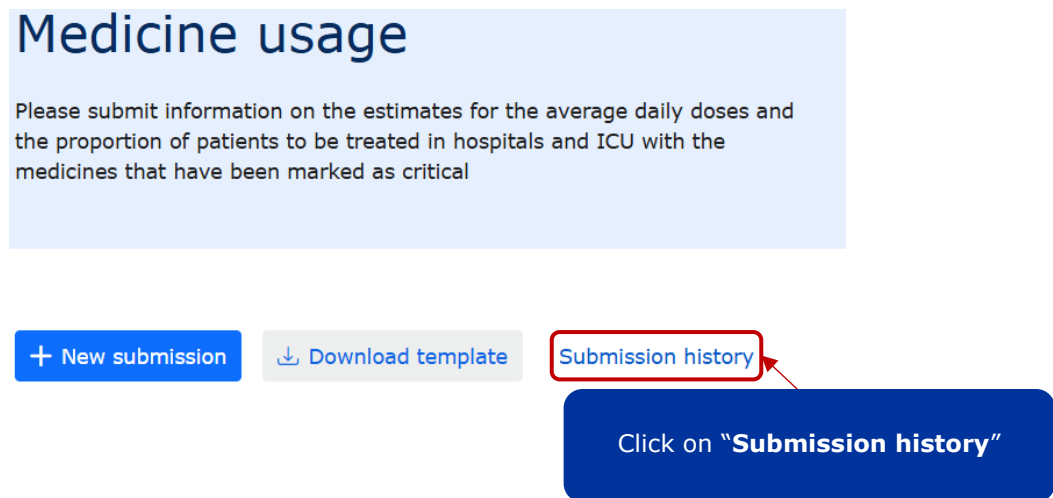 Medicine usage
Please submit information on the estimates for the average daily doses and
the proportion of patients to be treated in hospitals and ICU with the
medicines that have been marked as critical
+ New submission
Download template
Submission history
Click on “Submission history”